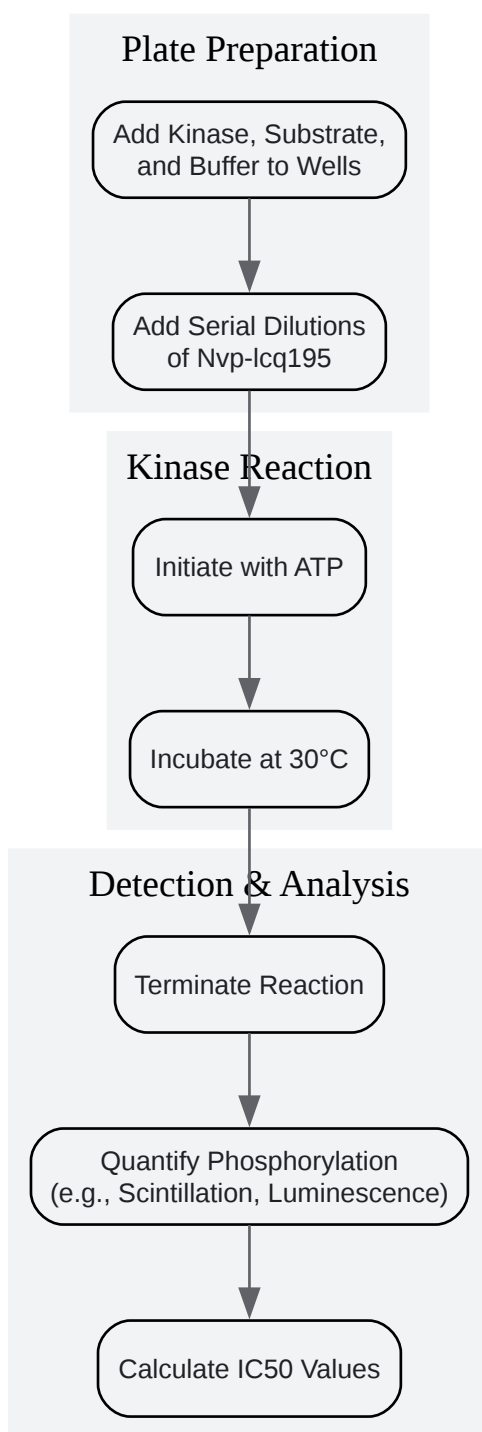 Plate Preparation
Add Kinase, Substrate,
and Buffer to Wells
Add Serial Dilutions
of Nvp-lcq195
Kinase Reaction
Initiate with ATP
Incubate at 30°C
Detection & Analysis
Terminate Reaction
Quantify Phosphorylation
(e.g., Scintillation, Luminescence)
Calculate IC50 Values